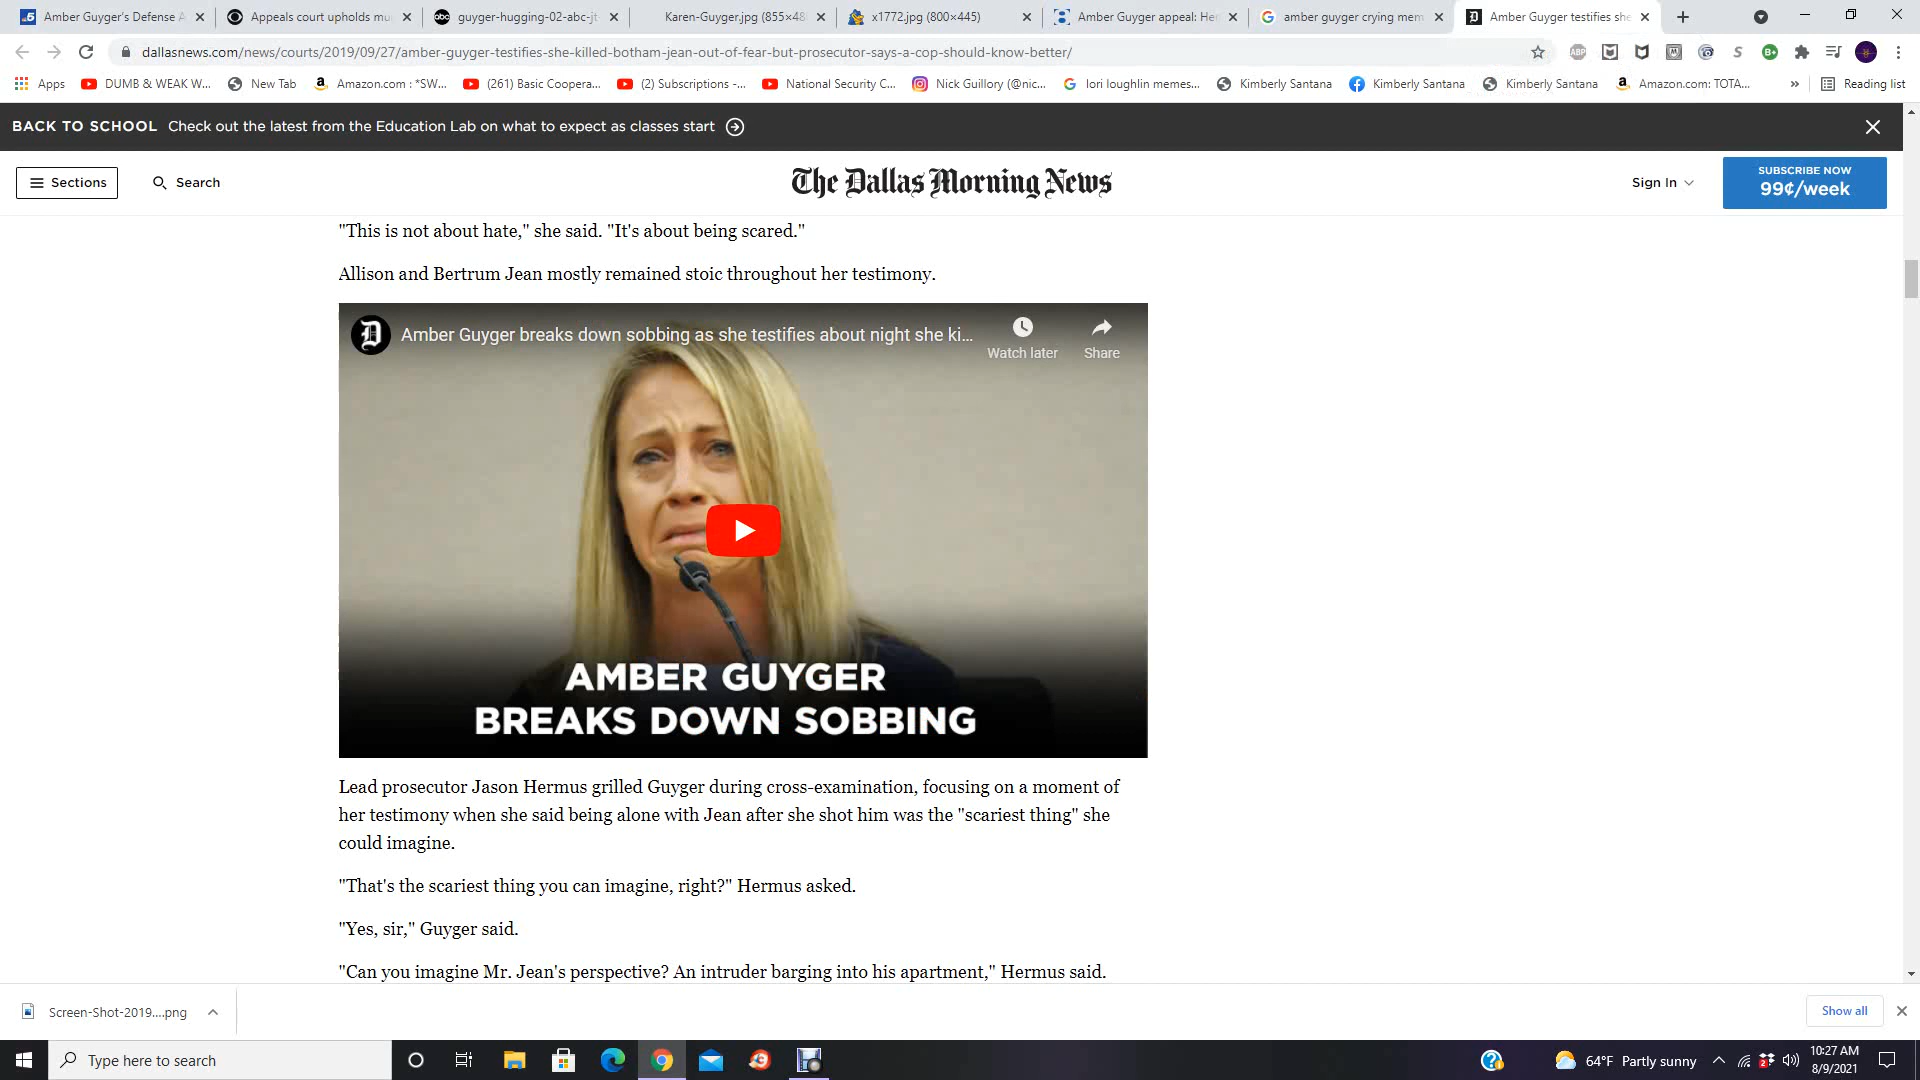 Amber Guyger's Defense A
Appeals court upholds mu
guyger-hugging-02-abc-jt
Karen-Guyger.jpg (855×48
x1772.jpg (800×445)
Amber Guyger appeal: He
amber guyger crying mem
Amber Guyger testifies she
dallasnews.com/news/courts/2019/09/27/amber-guyger-testifies-she-killed-botham-jean-out-of-fear-but-prosecutor-says-a-cop-should-know-better/
Apps
DUMB & WEAK W...
New Tab
Amazon.com : *SW...
(261) Basic Coopera...
(2) Subscriptions -...
National Security C...
Nick Guillory (@nic...
lori loughlin memes...
Kimberly Santana
Kimberly Santana
Kimberly Santana
Amazon.com: TOTA...
»
Reading list
BACK TO SCHOOL Check out the latest from the Education Lab on what to expect as classes start
Sections
Search
The Dallas Morning News
Sign In
SUBSCRIBE NOW
99¢/week
"This is not about hate," she said. "It's about being scared."
Allison and Bertrum Jean mostly remained stoic throughout her testimony.
D
Amber Guyger breaks down sobbing as she testifies about night she ki...
Watch later
Share
AMBER GUYGER
BREAKS DOWN SOBBING
Lead prosecutor Jason Hermus grilled Guyger during cross-examination, focusing on a moment of
her testimony when she said being alone with Jean after she shot him was the "scariest thing" she
could imagine.
"That's the scariest thing you can imagine, right?" Hermus asked.
"Yes, sir," Guyger said.
"Can you imagine Mr. Jean's perspective? An intruder barging into his apartment," Hermus said.
Screen-Shot-2019....png
Show all
Type here to search
64°F Partly sunny
10:27 AM
8/9/2021